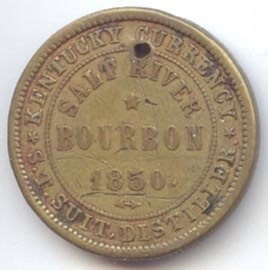 KENTUCKY CURRENCY.
SALT RIVER
BOURBON
1850.
S. T. SUIT. DISTILLER.